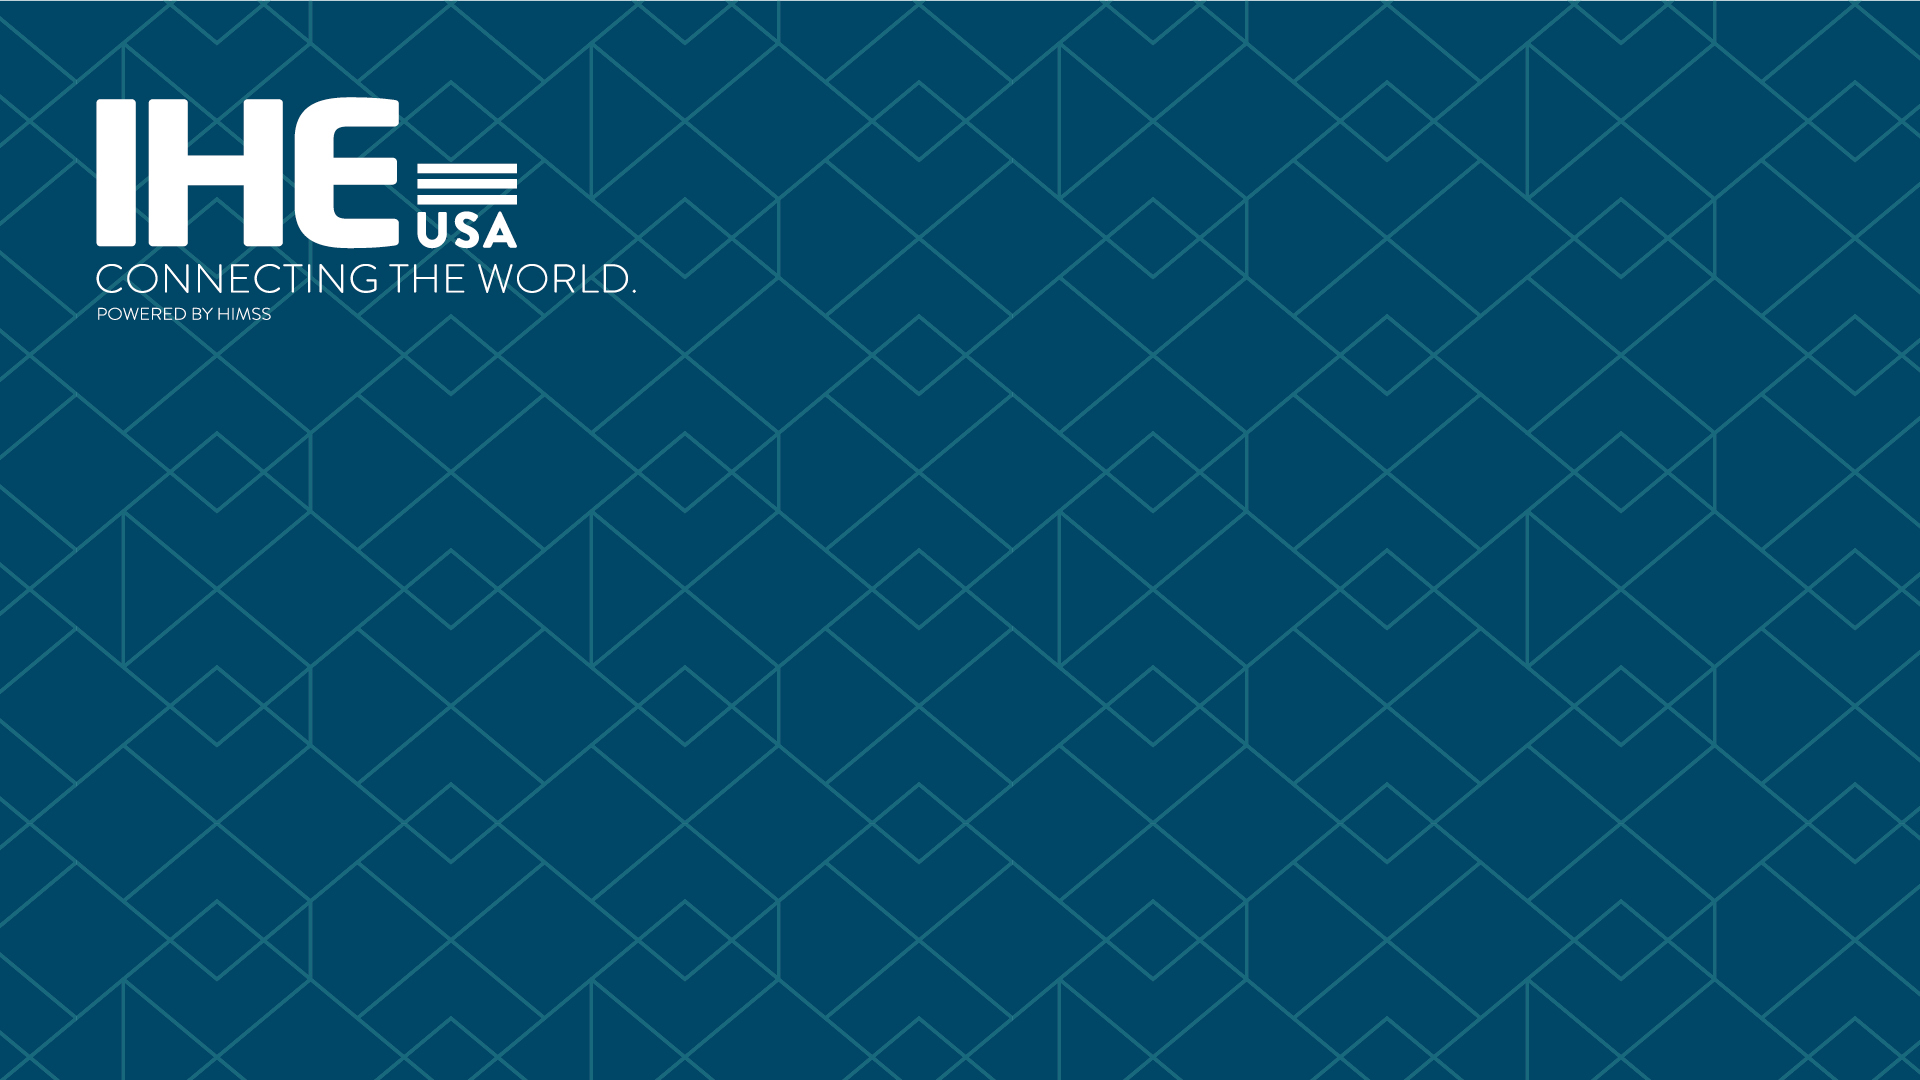 IHE
USA
CONNECTING THE WORLD.
POWERED BY HIMSS